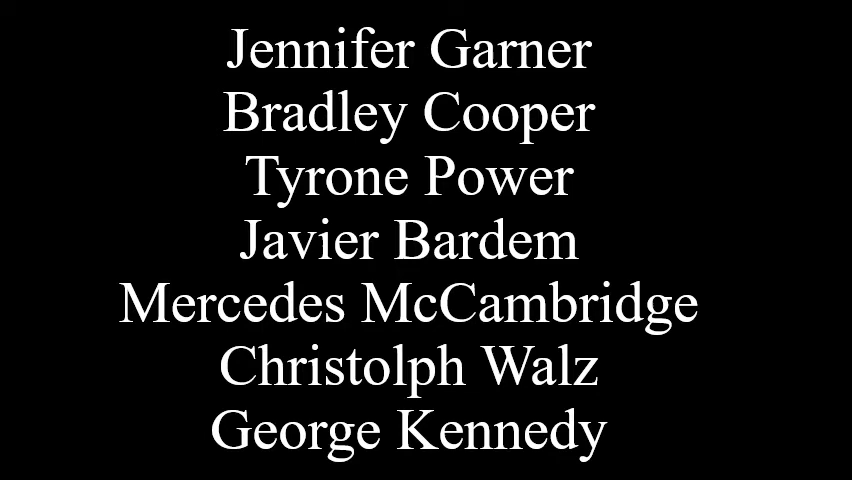 Jennifer Garner
Bradley Cooper
Tyrone Power
Javier Bardem
Mercedes McCambridge
Christolph Walz
George Kennedy